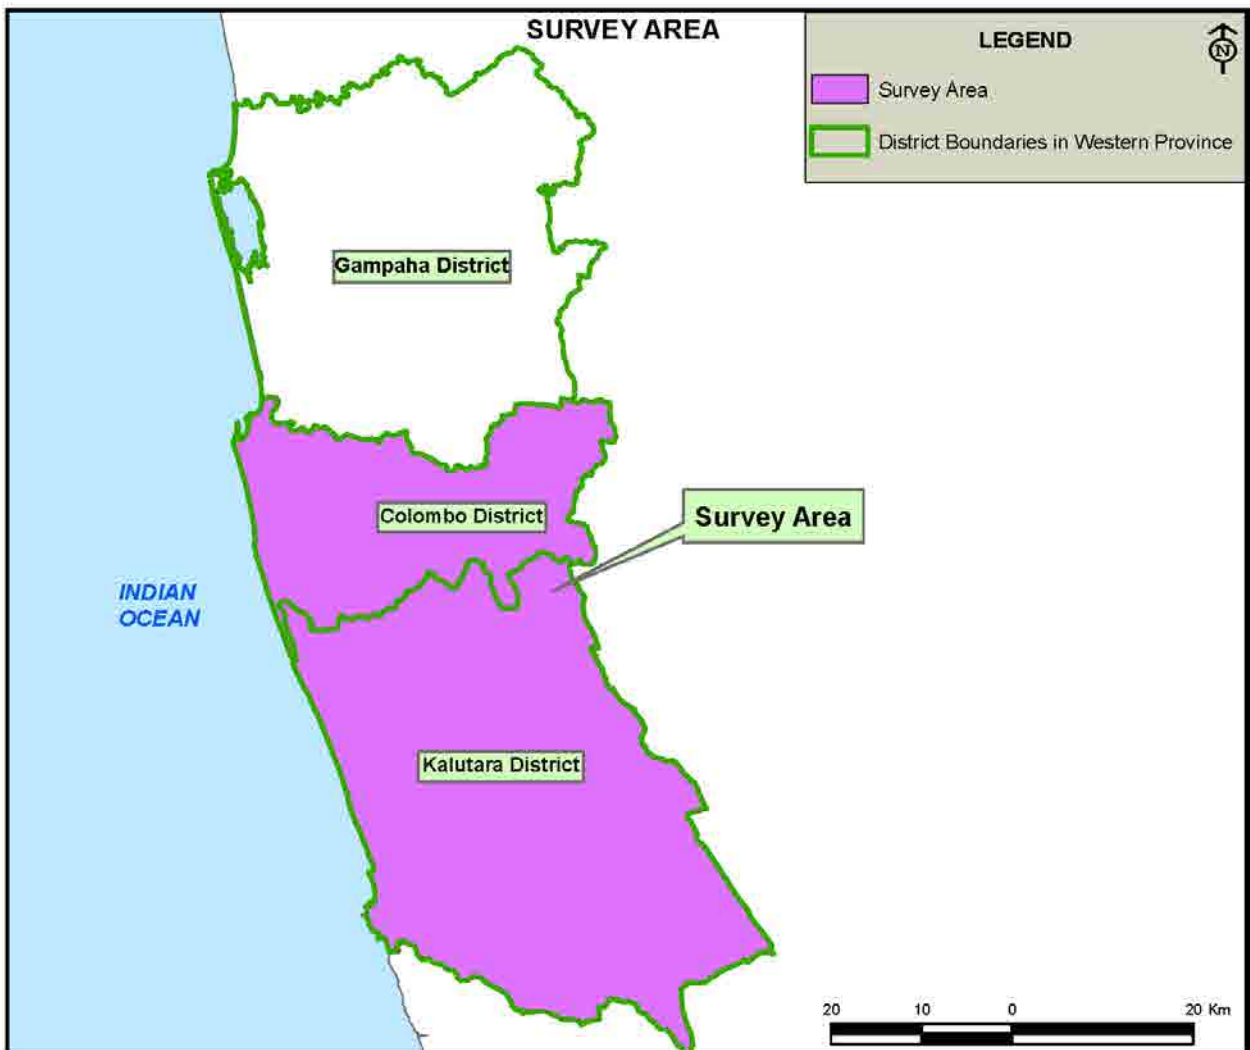 SURVEY AREA
LEGEND
N
Survey Area
District Boundaries in Western Province
Gampaha District
Colombo District
Survey Area
INDIAN
OCEAN
Kalutara District
20 10 0 20 Km